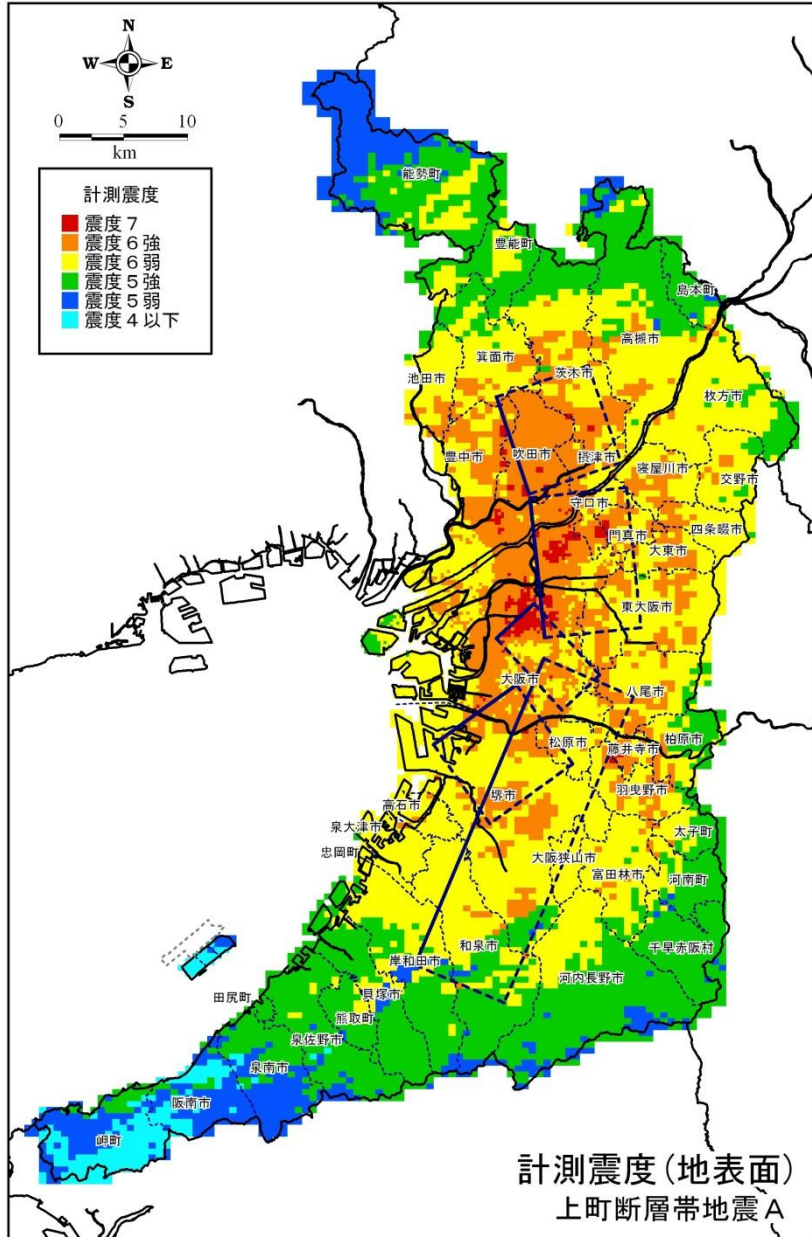 N
W E
S
0 5 10
km
計測震度
震度7
震度6強
震度6弱
震度5強
震度5弱
震度4以下
能勢町
豊能町
島本町
高槻市
箕面市
茨木市
池田市
枚方市
豊中市
吹田市
摂津市
寝屋川市
交野市
守口市
門真市
四条畷市
大東市
東大阪市
大阪市
八尾市
松原市
柏原市
藤井寺市
羽曳野市
堺市
高石市
泉大津市
太子町
忠岡町
大阪狭山市
富田林市
河南町
和泉市
千早赤阪村
岸和田市
河内長野市
貝塚市
田尻町
熊取町
泉佐野市
泉南市
阪南市
岬町
計測震度(地表面)
上町断層帯地震A